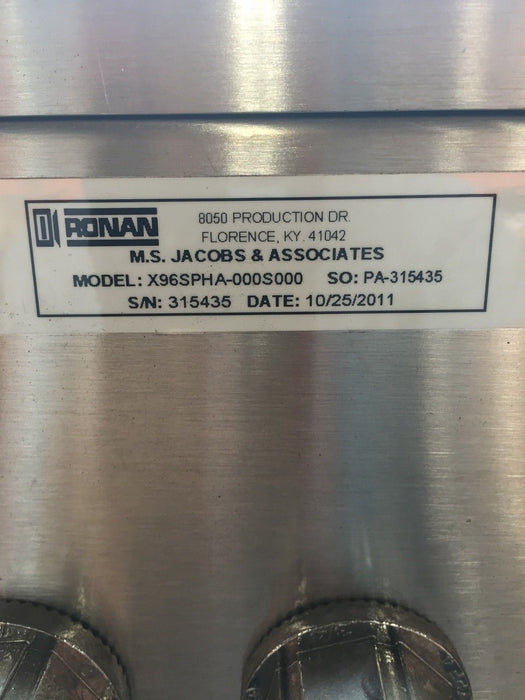 RONAN
8050 PRODUCTION DR.
FLORENCE, KY. 41042
M.S. JACOBS & ASSOCIATES
MODEL: X96SPHA-000S000 SO: PA-315435
S/N: 315435 DATE: 10/25/2011